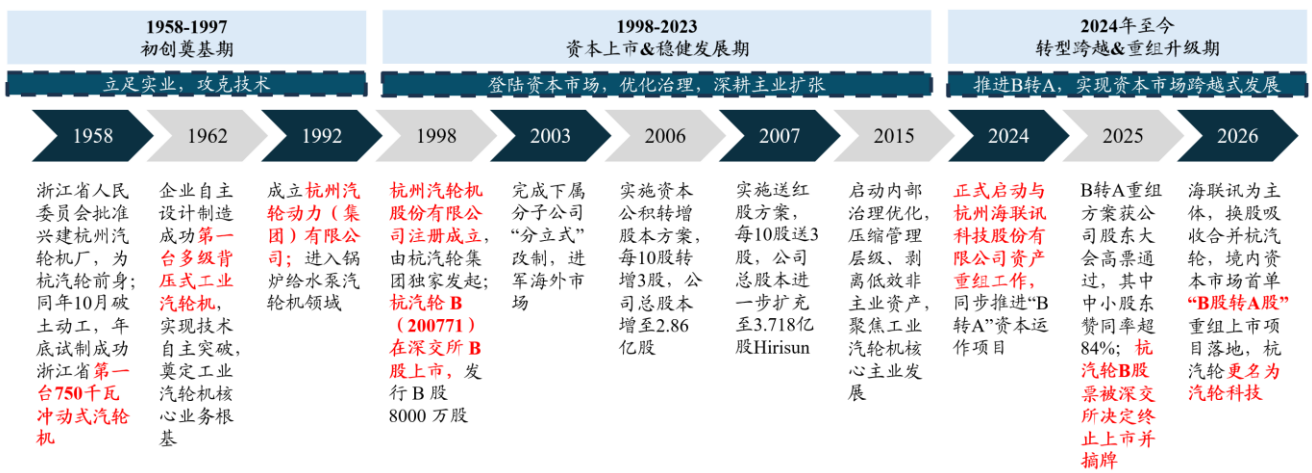 1958-1997
初创奠基期
1998-2023
资本上市&稳健发展期
2024年至今
转型跨越&重组升级期
立足实业，攻克技术
登陆资本市场，优化治理，深耕主业扩张
推进B转A，实现资本市场跨越式发展
1958
1962
1992
1998
2003
2006
2007
2015
2024
2025
2026
浙江省人民
委员会批准
兴建杭州汽
轮机厂，为
杭汽轮前身；
同年10月破
土动工，年
底试制成功
浙江省第一
台750千瓦
冲动式汽轮
机
企业自主
设计制造
成功第一
台多级背
压式工业
汽轮机，
实现技术
自主突破，
奠定工业
汽轮机核
心业务根
基
成立杭州汽
轮动力（集
团）有限公
司；进入锅
炉给水泵汽
轮机领域
杭州汽轮机
股份有限公
司注册成立，
由杭汽轮集
团独家发起；
杭汽轮 B
（200771）
在深交所 B
股上市，发
行 B 股
8000 万股
完成下属
分子公司
“分立式”
改制，进
军海外市
场
实施资本
公积转增
股本方案，
每10股转
增3股，公
司总股本
增至2.86
亿股
实施送红
股方案，
每10股送3
股，公司
总股本进
一步扩充
至3.718亿
股Hirisun
启动内部
治理优化，
压缩管理
层级、剥
离低效非
主业资产，
聚焦工业
汽轮机核
心主业发
展
正式启动与
杭州海联讯
科技股份有
限公司资产
重组工作，
同步推进“B
转A”资本运
作项目
B转A重组
方案获公
司股东大
会高票通
过，其中
中小股东
赞同率超
84%；杭
汽轮B股
票被深交
所决定终
止上市并
摘牌
海联讯为主
体，换股吸
收合并杭汽
轮，境内资
本市场首单
“B股转A股”
重组上市项
目落地，杭
汽轮更名为
汽轮科技